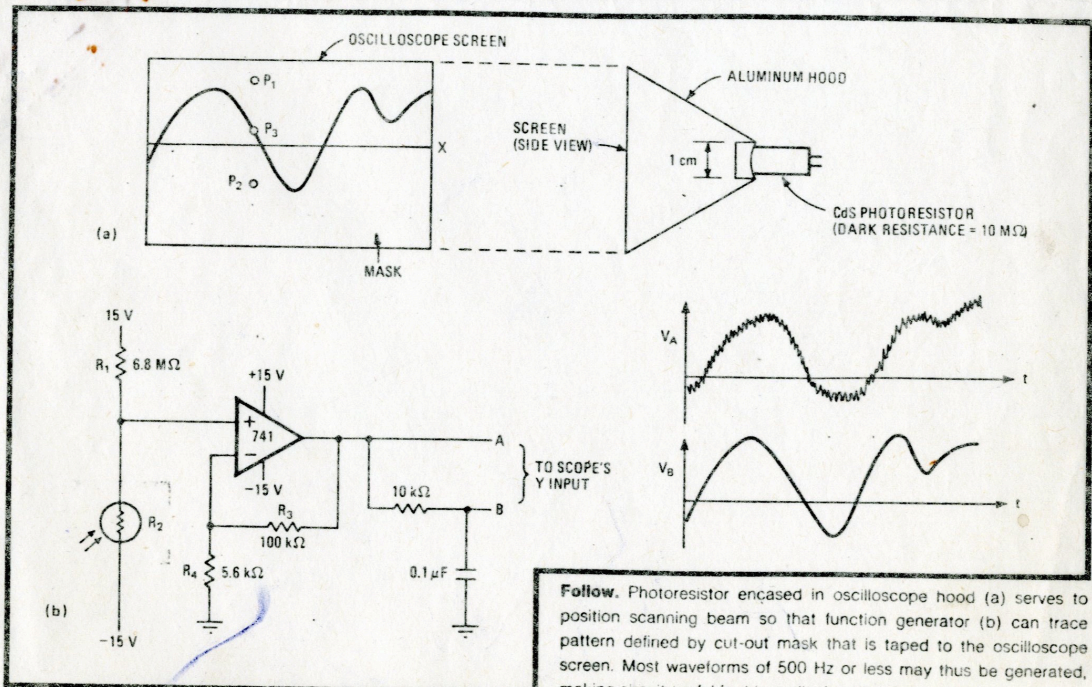 OSCILLOSCOPE SCREEN
P1
P3
X
P2
(a)
MASK
ALUMINUM HOOD
SCREEN
(SIDE VIEW)
1 cm
CdS PHOTORESISTOR
(DARK RESISTANCE = 10 MΩ)
15 V
R1 6.8 MΩ
+15 V
+
741
−
−15 V
R2
R3
100 kΩ
R4 5.6 kΩ
−15 V
(b)
A
10 kΩ
B
TO SCOPE'S
Y INPUT
0.1 μF
VA
t
VB
t
Follow. Photoresistor encased in oscilloscope hood (a) serves to
position scanning beam so that function generator (b) can trace
pattern defined by cut-out mask that is taped to the oscilloscope
screen. Most waveforms of 500 Hz or less may thus be generated,